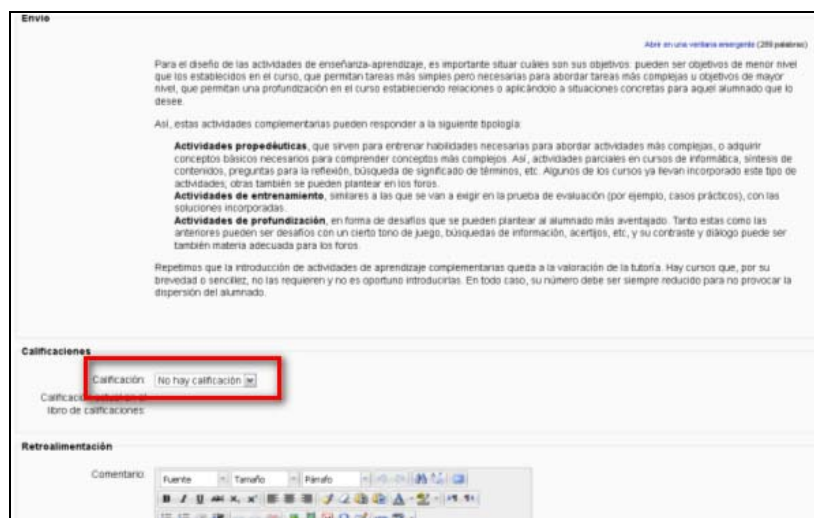 Envío
Abrir en una ventana emergente (289 palabras)
Para el diseño de las actividades de enseñanza-aprendizaje, es importante situar cuáles son sus objetivos: pueden ser objetivos de menor nivel
que los establecidos en el curso, que permitan tareas más simples pero necesarias para abordar tareas más complejas u objetivos de mayor
nivel, que permitan una profundización en el curso estableciendo relaciones o aplicándolo a situaciones concretas para aquel alumnado que lo
desee.
Así, estas actividades complementarias pueden responder a la siguiente tipología:
Actividades propedéuticas, que sirven para entrenar habilidades necesarias para abordar actividades más complejas, o adquirir
conceptos básicos necesarios para comprender conceptos más complejos. Así, actividades parciales en cursos de informática, síntesis de
contenidos, preguntas para la reflexión, búsqueda de significado de términos, etc. Algunos de los cursos ya llevan incorporado este tipo de
actividades; otras también se pueden plantear en los foros.
Actividades de entrenamiento, similares a las que se van a exigir en la prueba de evaluación (por ejemplo, casos prácticos), con las
soluciones incorporadas.
Actividades de profundización, en forma de desafíos que se pueden plantear al alumnado más aventajado. Tanto estas como las
anteriores pueden ser desafíos con un cierto tono de juego, búsquedas de información, acertijos, etc, y su contraste y diálogo puede ser
también materia adecuada para los foros.
Repetimos que la introducción de actividades de aprendizaje complementarias queda a la valoración de la tutoría. Hay cursos que, por su
brevedad o sencillez, no las requieren y no es oportuno introducirlas. En todo caso, su número debe ser siempre reducido para no provocar la
dispersión del alumnado.
Calificaciones
Calificación: No hay calificación
en el
libro de calificaciones:
Retroalimentación
Comentario: Fuente Tamaño Párrafo
B I U ABC